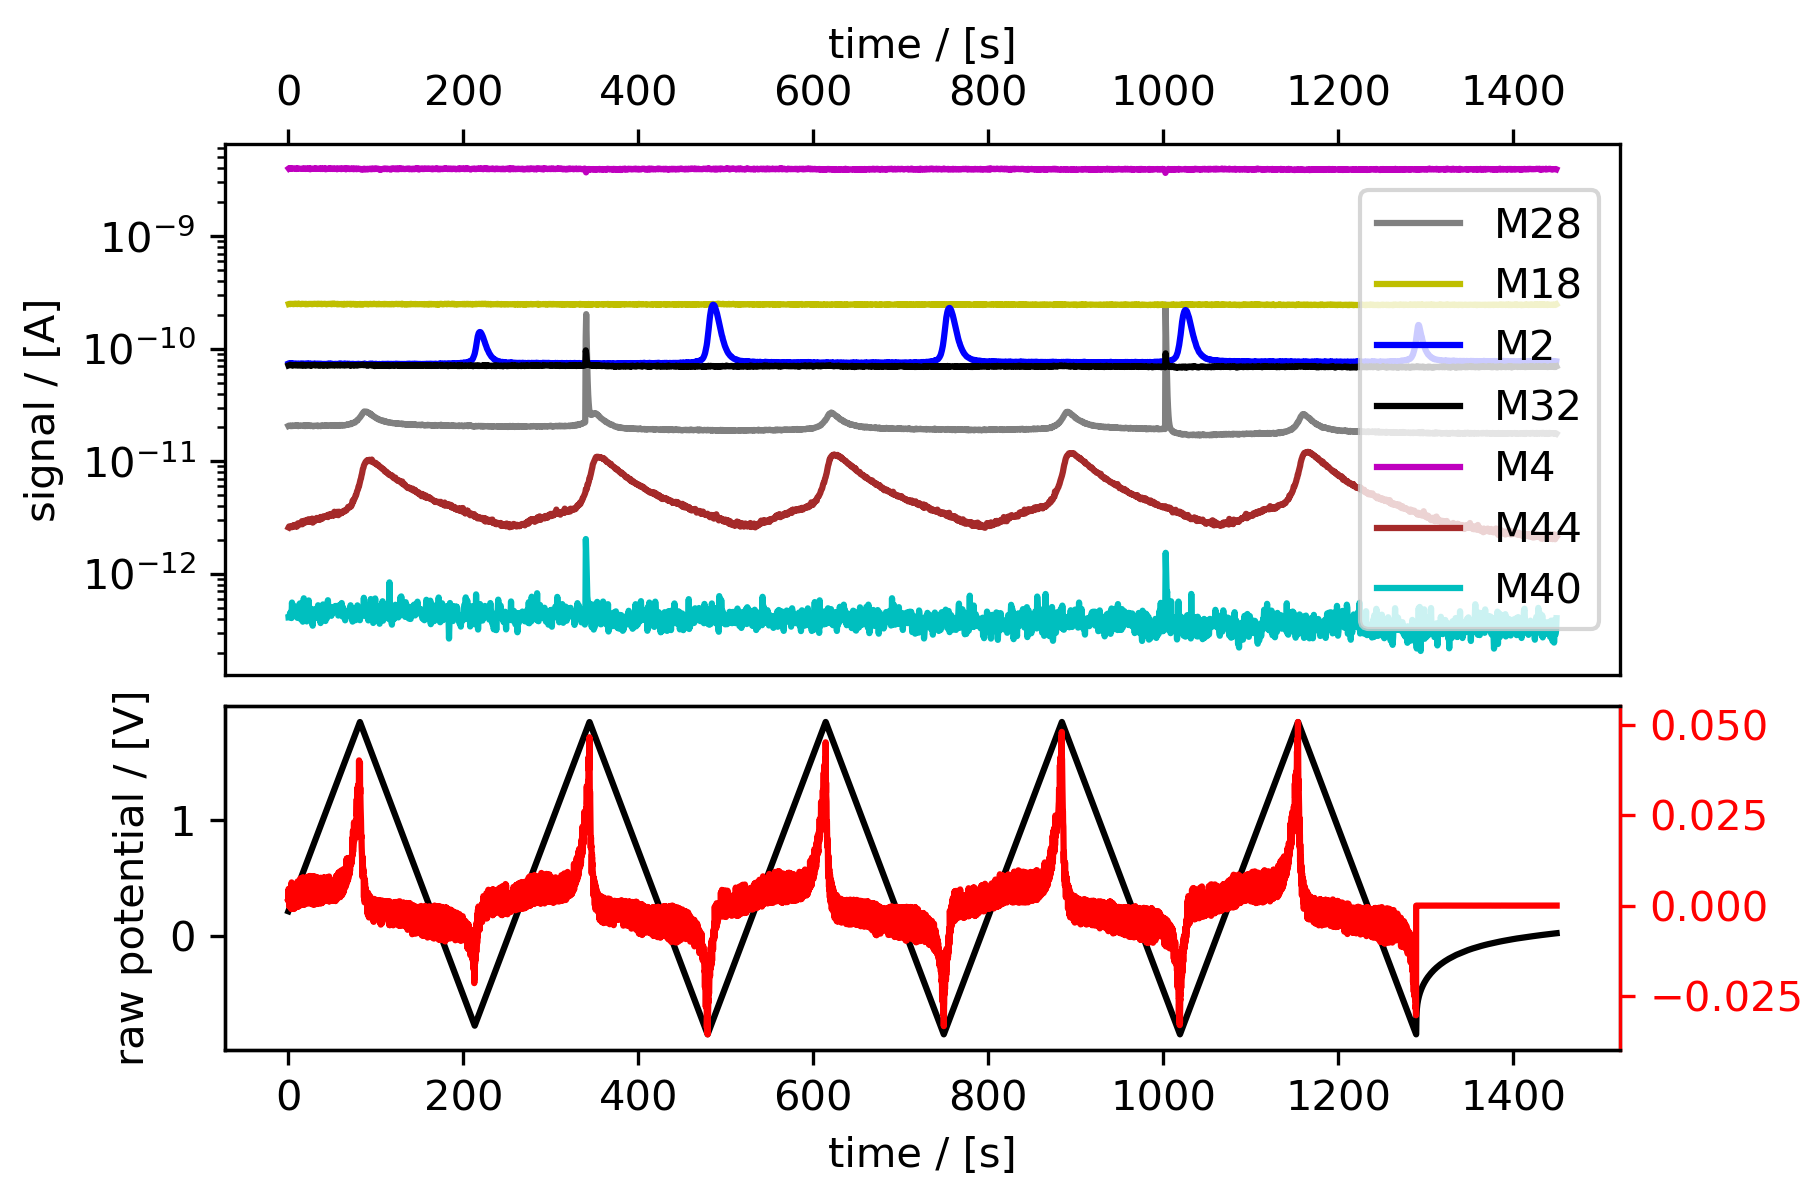 time / [s]
0 200 400 600 800 1000 1200 1400
signal / [A]
10⁻⁹
10⁻¹⁰
10⁻¹¹
10⁻¹²
M28
M18
M2
M32
M4
M44
M40
raw potential / [V]
1
0
0.050
0.025
0.000
−0.025
0 200 400 600 800 1000 1200 1400
time / [s]